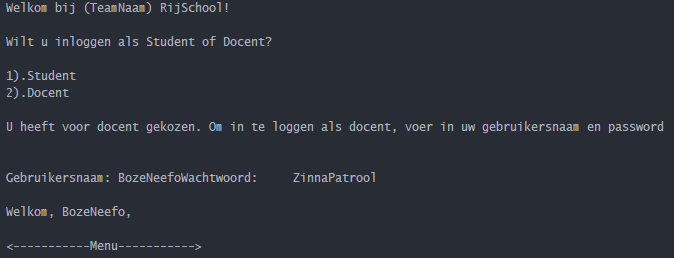 Welkom bij (TeamNaam) RijSchool!
Wilt u inloggen als Student of Docent?
1).Student
2).Docent
U heeft voor docent gekozen. Om in te loggen als docent, voer in uw gebruikersnaam en password
Gebruikersnaam: BozeNeefoWachtwoord:     ZinnaPatrool
Welkom, BozeNeefo,
<-----------Menu----------->